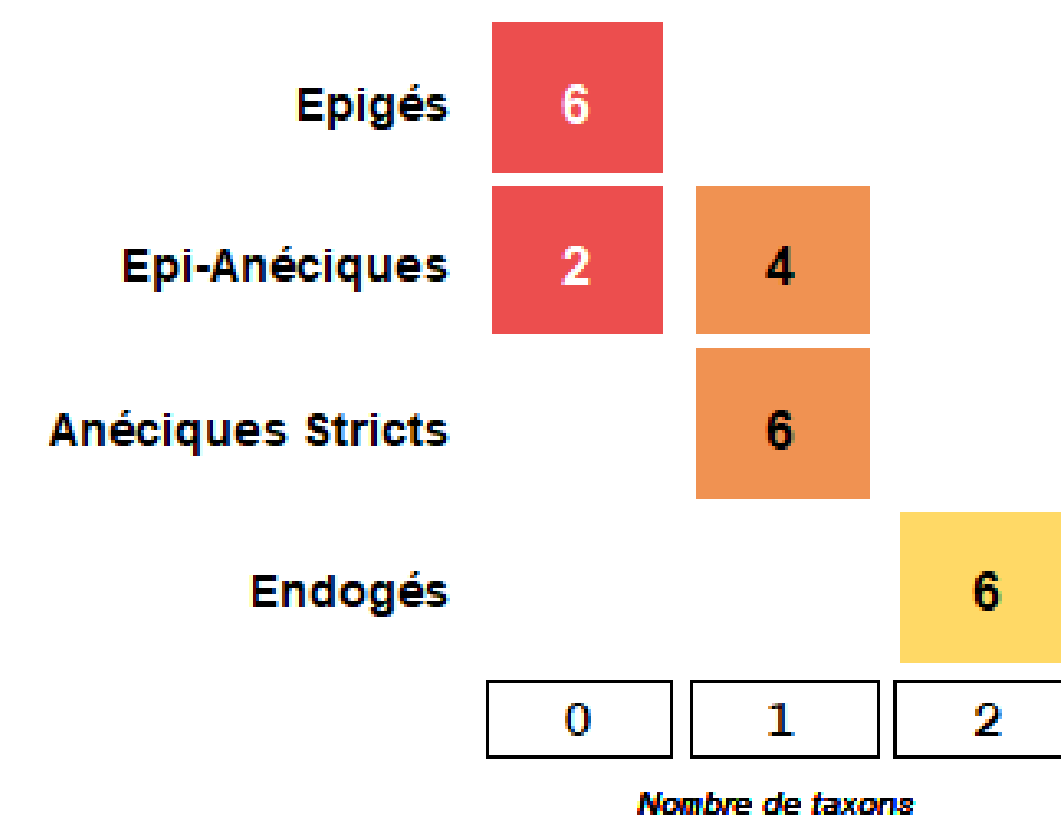 Epigés 6
Epi-Anéciques 2 4
Anéciques Stricts 6
Endogés 6
0 1 2
Nombre de taxons